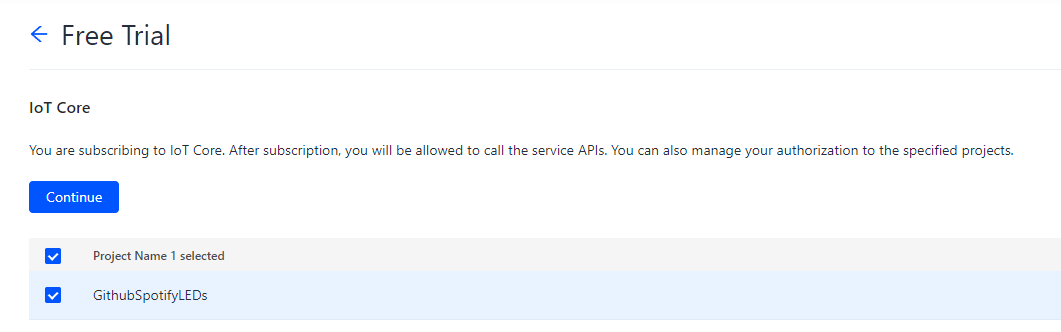 Free Trial
IoT Core
You are subscribing to IoT Core. After subscription, you will be allowed to call the service APIs. You can also manage your authorization to the specified projects.
Continue
Project Name 1 selected
GithubSpotifyLEDs